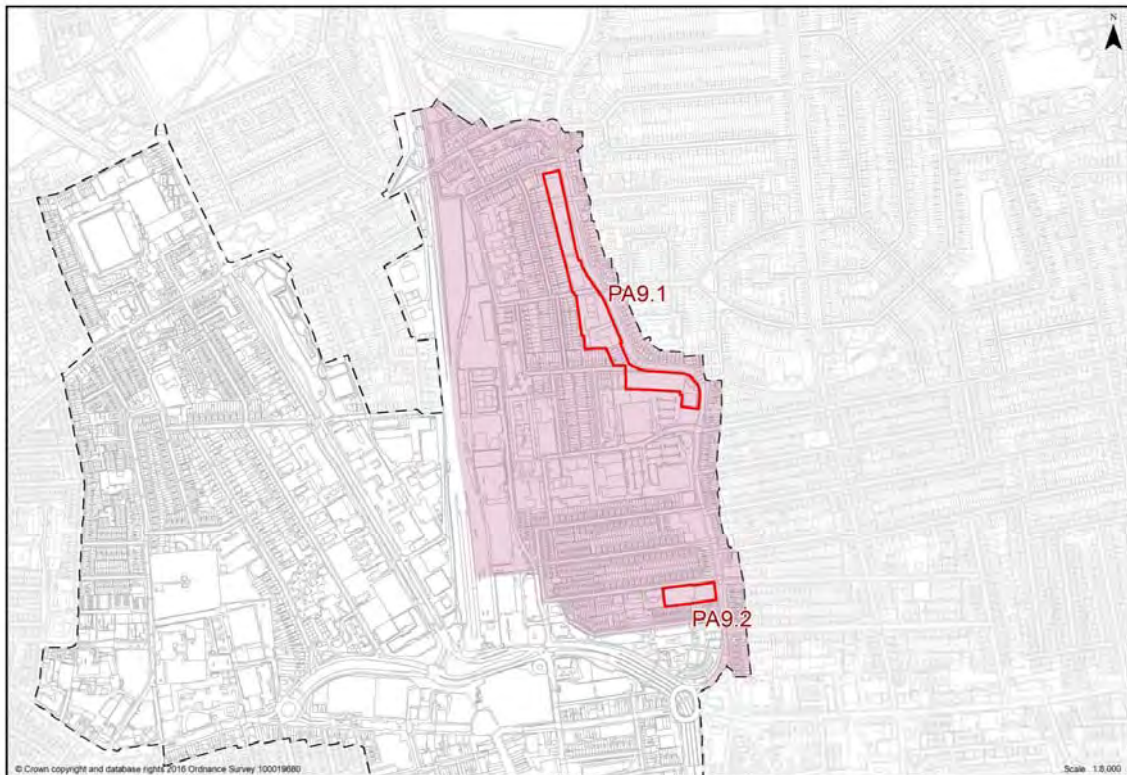 N
PA9.1
PA9.2
© Crown copyright and database rights 2016 Ordnance Survey 100019680
Scale 1:8,000